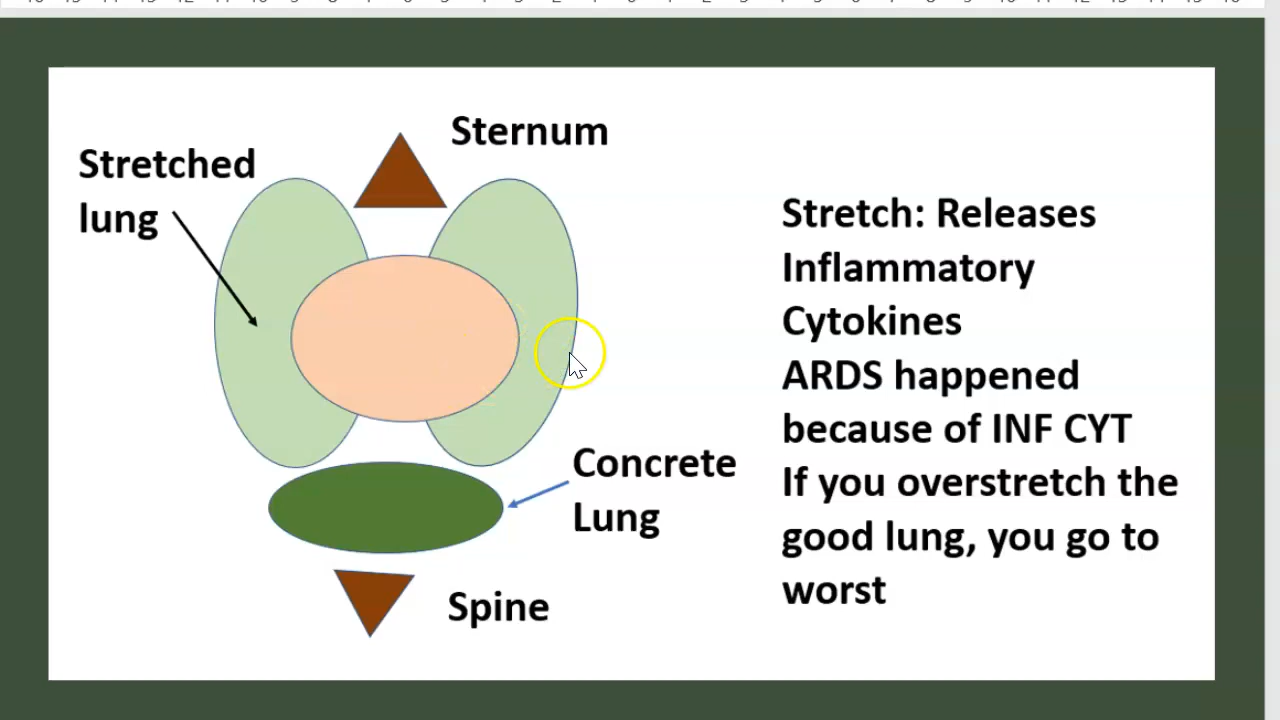 Sternum
Stretched
lung
Stretch: Releases
Inflammatory
Cytokines
ARDS happened
because of INF CYT
If you overstretch the
good lung, you go to
worst
Concrete
Lung
Spine